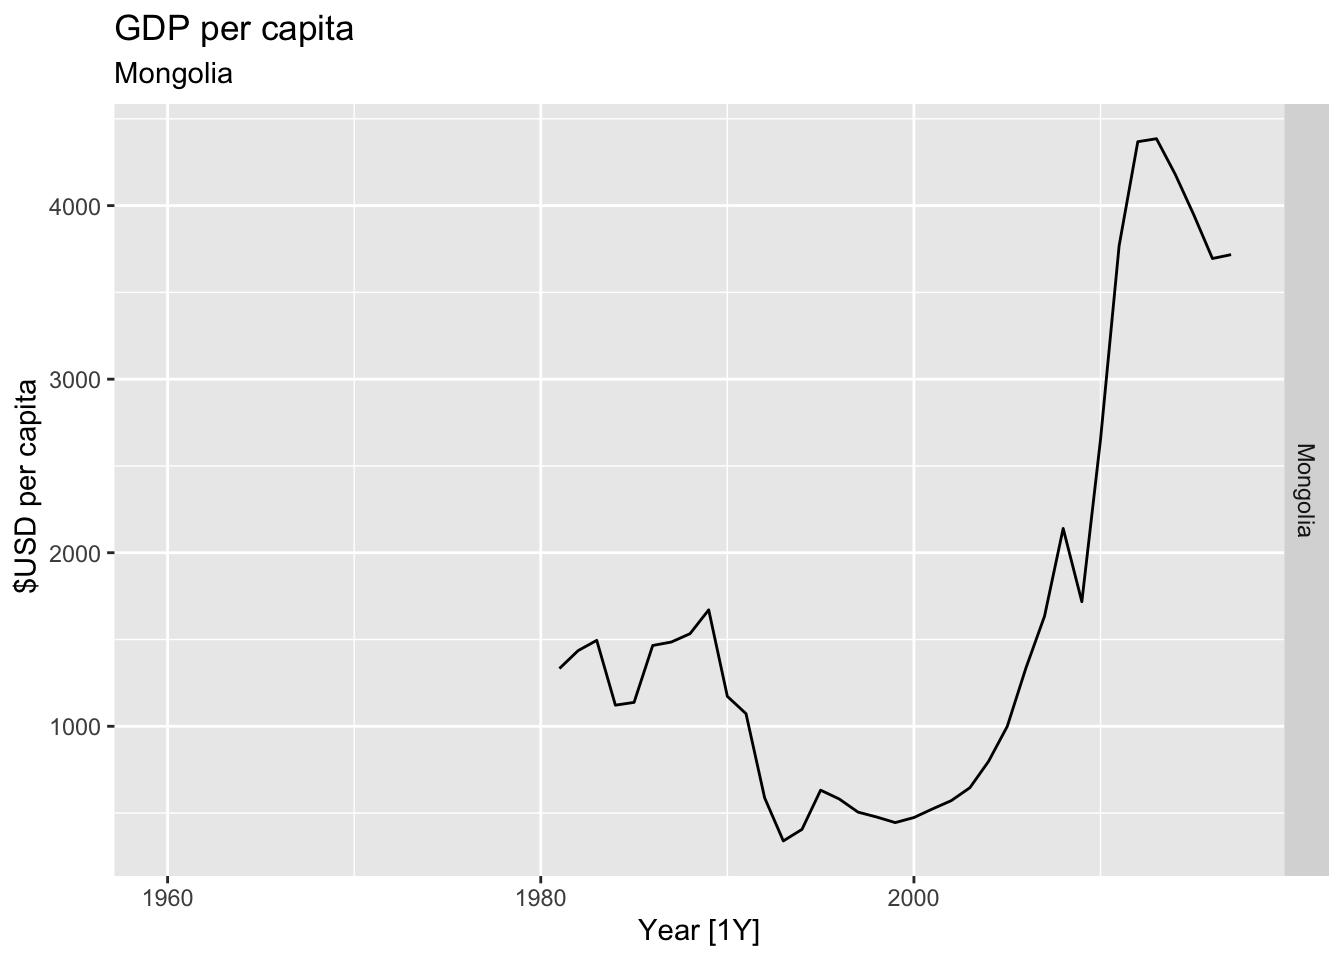 GDP per capita
Mongolia
$USD per capita
4000
3000
2000
1000
Mongolia
1960
1980
2000
Year [1Y]